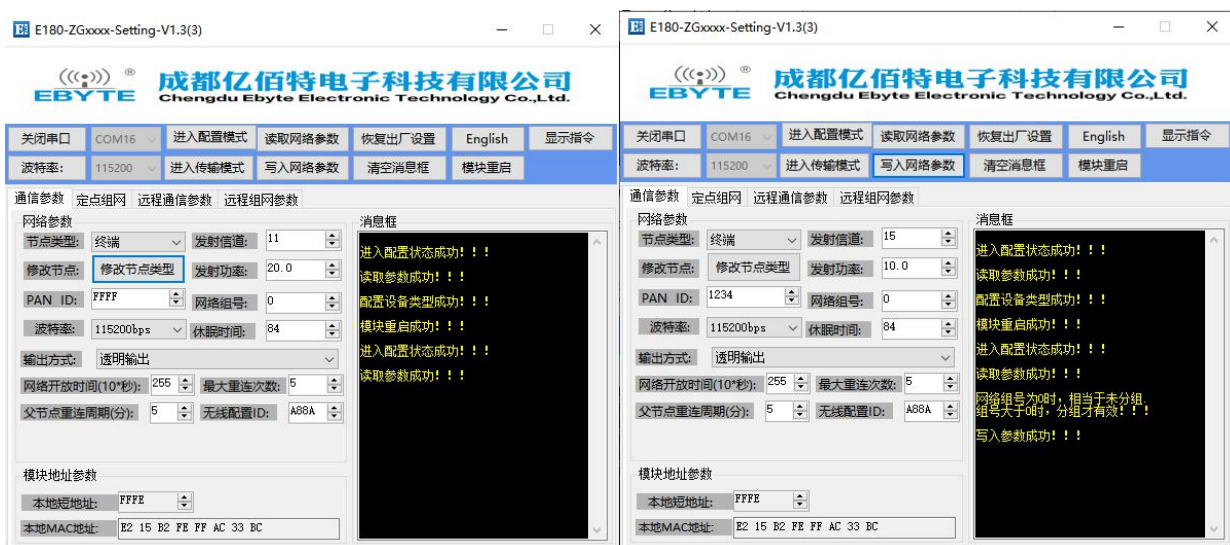 E180-ZGxxxx-Setting-V1.3(3)
EBYTE ®
成都亿佰特电子科技有限公司
Chengdu Ebyte Electronic Technology Co.,Ltd.
关闭串口 COM16 进入配置模式 读取网络参数 恢复出厂设置 English 显示指令
波特率: 115200 进入传输模式 写入网络参数 清空消息框 模块重启
通信参数 定点组网 远程通信参数 远程组网参数
网络参数
节点类型: 终端 发射信道: 11
修改节点: 修改节点类型 发射功率: 20.0
PAN ID: FFFF 网络组号: 0
波特率: 115200bps 休眠时间: 84
输出方式: 透明输出
网络开放时间(10*秒): 255 最大重连次数: 5
父节点重连周期(分): 5 无线配置ID: A88A
模块地址参数
本地短地址: FFFE
本地MAC地址: E2 15 B2 FE FF AC 33 BC
消息框
进入配置状态成功!!!
读取参数成功!!!
配置设备类型成功!!!
模块重启成功!!!
进入配置状态成功!!!
读取参数成功!!!
E180-ZGxxxx-Setting-V1.3(3)
EBYTE ®
成都亿佰特电子科技有限公司
Chengdu Ebyte Electronic Technology Co.,Ltd.
关闭串口 COM16 进入配置模式 读取网络参数 恢复出厂设置 English 显示指令
波特率: 115200 进入传输模式 写入网络参数 清空消息框 模块重启
通信参数 定点组网 远程通信参数 远程组网参数
网络参数
节点类型: 终端 发射信道: 15
修改节点: 修改节点类型 发射功率: 10.0
PAN ID: 1234 网络组号: 0
波特率: 115200bps 休眠时间: 84
输出方式: 透明输出
网络开放时间(10*秒): 255 最大重连次数: 5
父节点重连周期(分): 5 无线配置ID: A88A
模块地址参数
本地短地址: FFFE
本地MAC地址: E2 15 B2 FE FF AC 33 BC
消息框
进入配置状态成功!!!
读取参数成功!!!
配置设备类型成功!!!
模块重启成功!!!
进入配置状态成功!!!
读取参数成功!!!
网络组号为0时，相当于未分组,
组号大于0时，分组才有效!!!
写入参数成功!!!